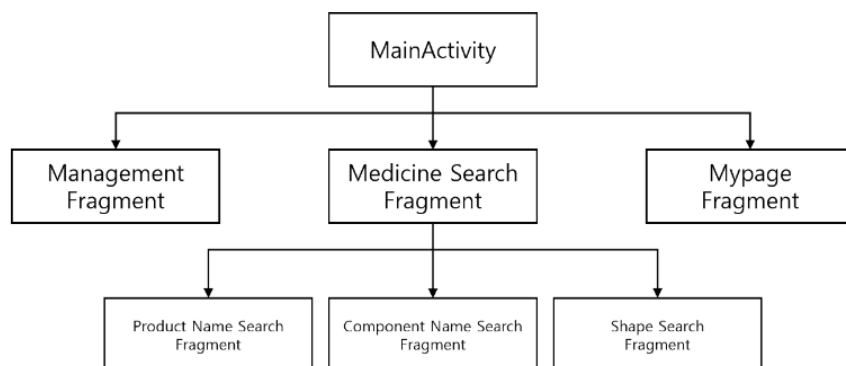 MainActivity
Management
Fragment
Medicine Search
Fragment
Mypage
Fragment
Product Name Search
Fragment
Component Name Search
Fragment
Shape Search
Fragment